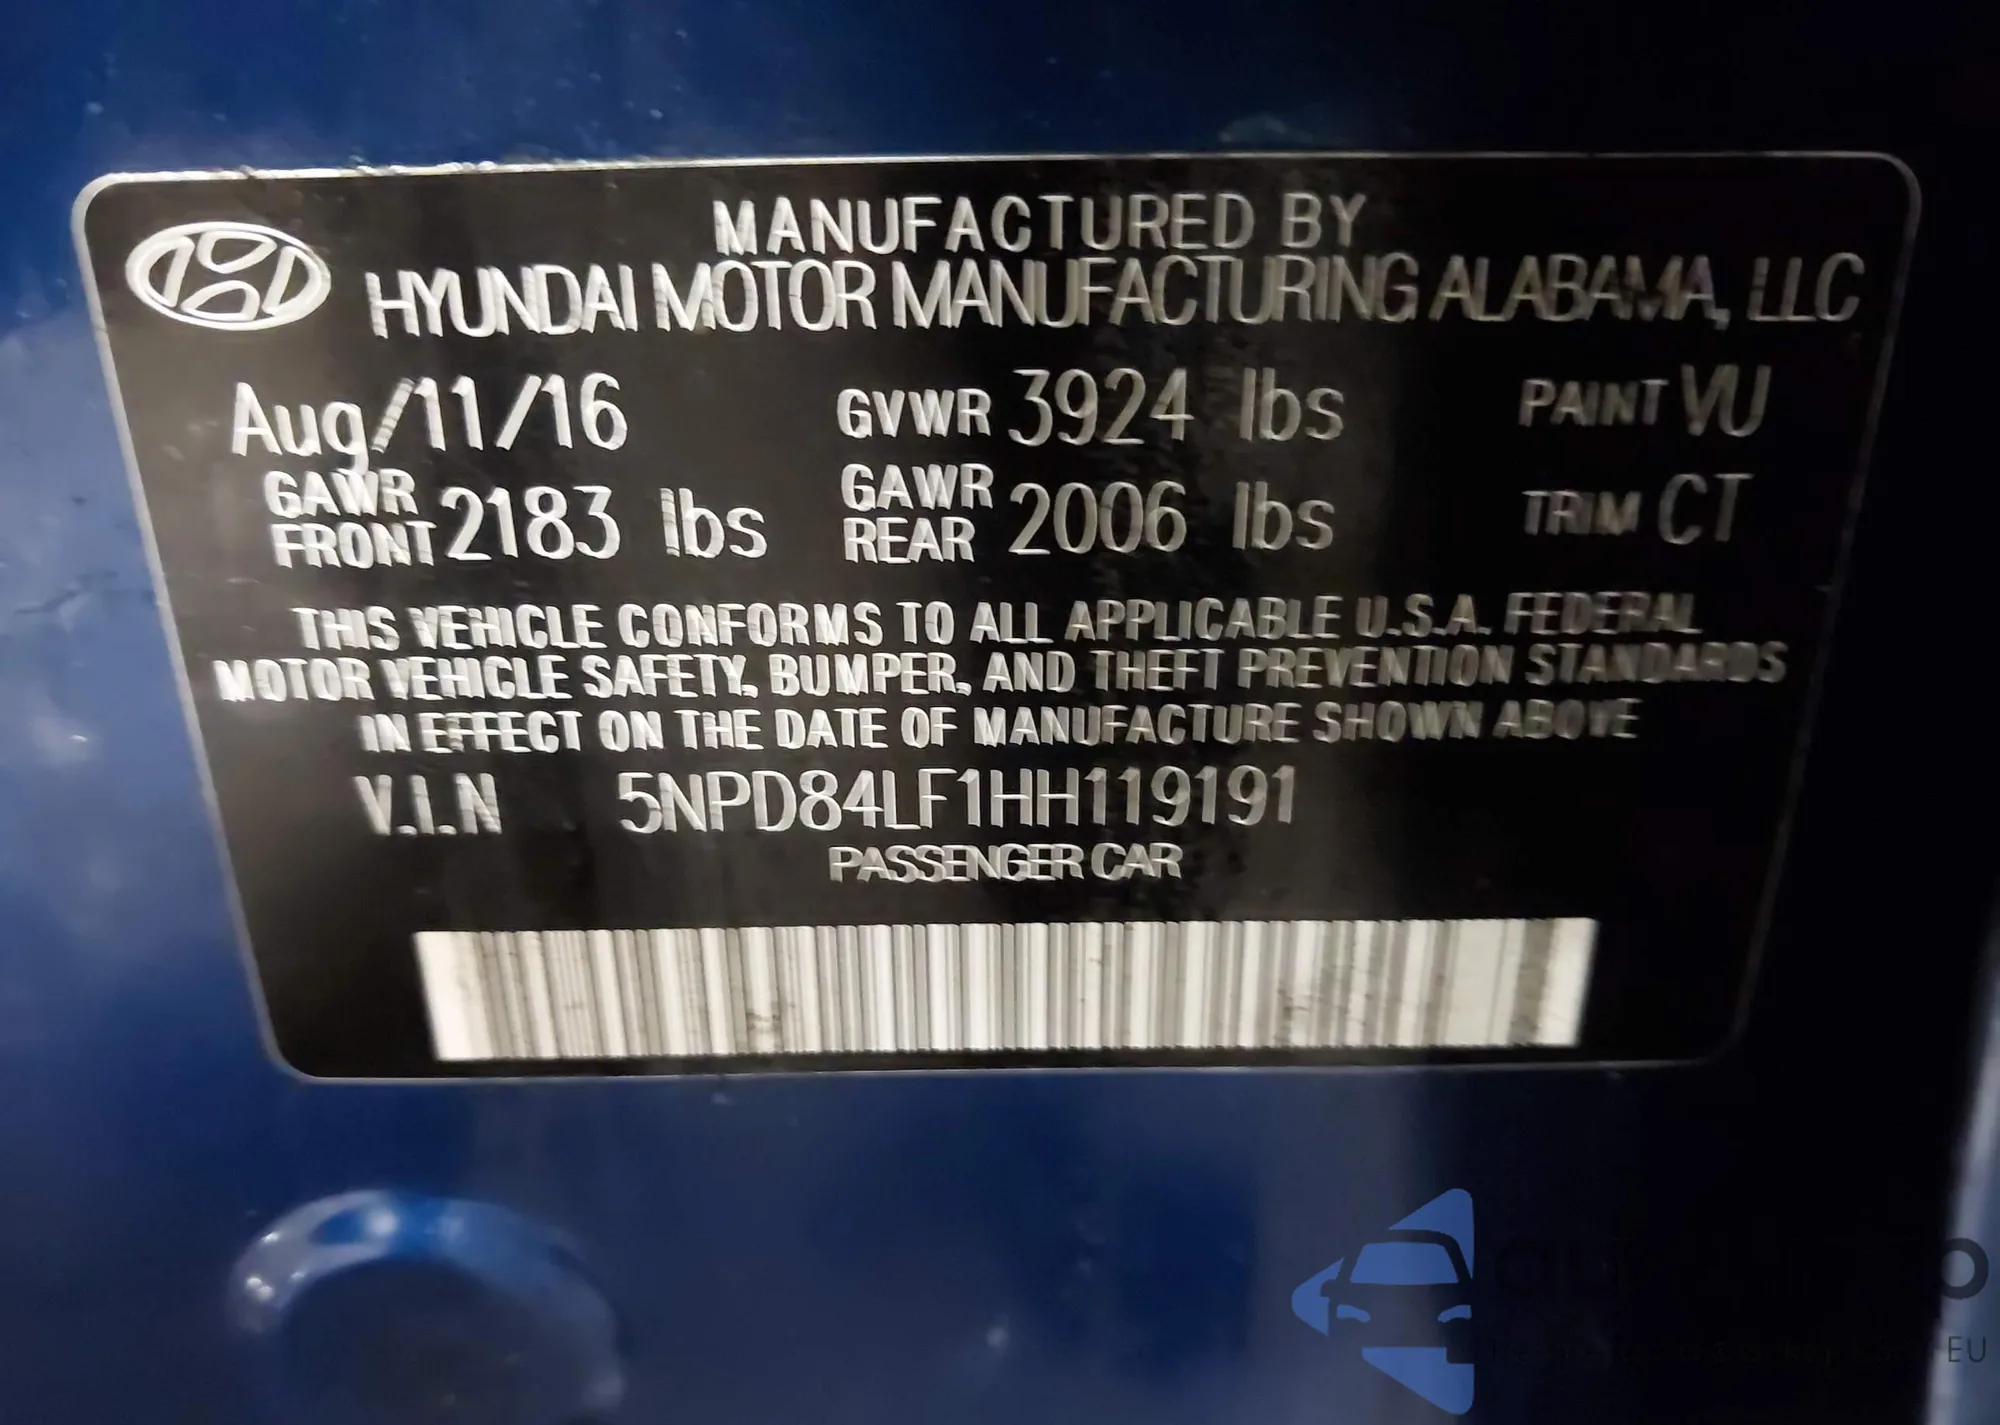 MANUFACTURED BY
HYUNDAI MOTOR MANUFACTURING ALABAMA, LLC
Aug/11/16 GVWR 3924 lbs PAINT VU
GAWR FRONT 2183 lbs GAWR REAR 2006 lbs TRIM CT
THIS VEHICLE CONFORMS TO ALL APPLICABLE U.S.A. FEDERAL
MOTOR VEHICLE SAFETY, BUMPER, AND THEFT PREVENTION STANDARDS
IN EFFECT ON THE DATE OF MANUFACTURE SHOWN ABOVE
V.I.N 5NPD84LF1HH119191
PASSENGER CAR
EU